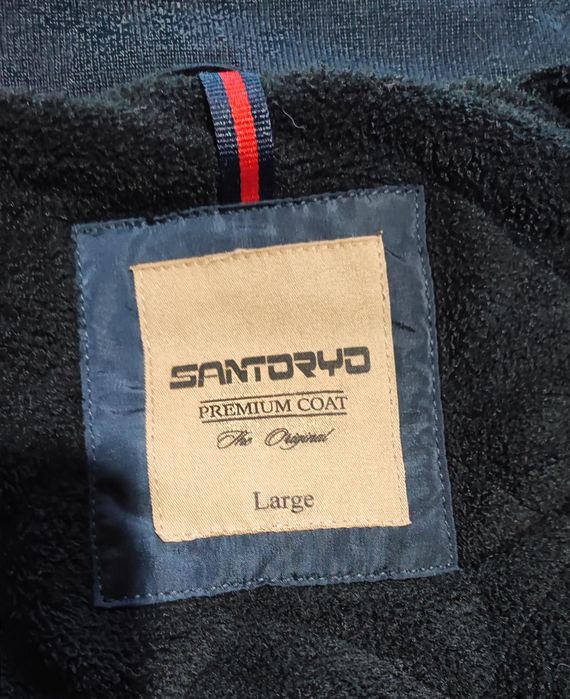 SANTORYO
PREMIUM COAT
The Original
Large